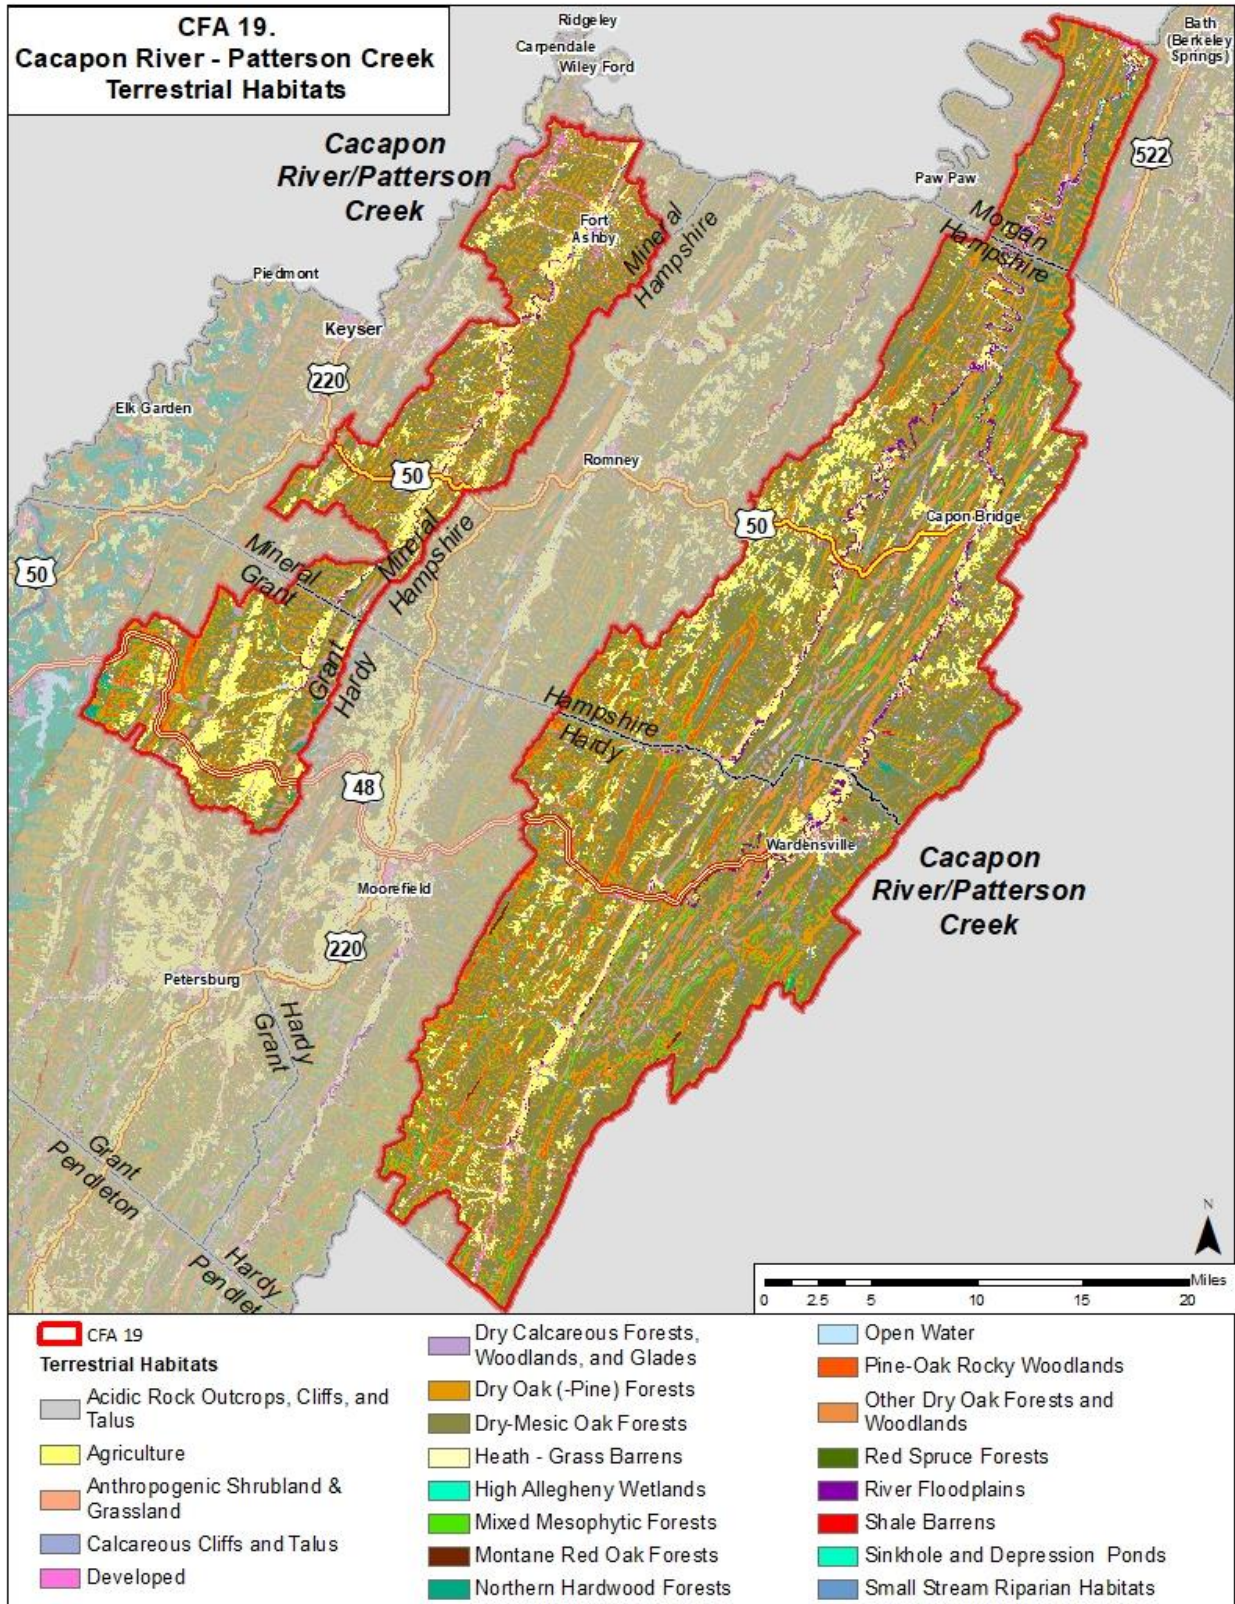 CFA 19.
Cacapon River - Patterson Creek
Terrestrial Habitats
Ridgeley
Carpendale
Wiley Ford
Bath
(Berkeley
Springs)
Cacapon
River/Patterson
Creek
522
Paw Paw
Fort
Ashby
Mineral
Hampshire
Morgan
Hampshire
Piedmont
Keyser
220
Elk Garden
50
Romney
50
Capon Bridge
50
Mineral
Grant
Mineral
Hampshire
Grant
Hardy
Hampshire
Hardy
48
Wardensville
Cacapon
River/Patterson
Creek
Moorefield
220
Petersburg
Hardy
Grant
Grant
Pendleton
Hardy
Pendlet
N
Miles
0 2.5 5 10 15 20
CFA 19
Terrestrial Habitats
Acidic Rock Outcrops, Cliffs, and
Talus
Agriculture
Anthropogenic Shrubland &
Grassland
Calcareous Cliffs and Talus
Developed
Dry Calcareous Forests,
Woodlands, and Glades
Dry Oak (-Pine) Forests
Dry-Mesic Oak Forests
Heath - Grass Barrens
High Allegheny Wetlands
Mixed Mesophytic Forests
Montane Red Oak Forests
Northern Hardwood Forests
Open Water
Pine-Oak Rocky Woodlands
Other Dry Oak Forests and
Woodlands
Red Spruce Forests
River Floodplains
Shale Barrens
Sinkhole and Depression Ponds
Small Stream Riparian Habitats